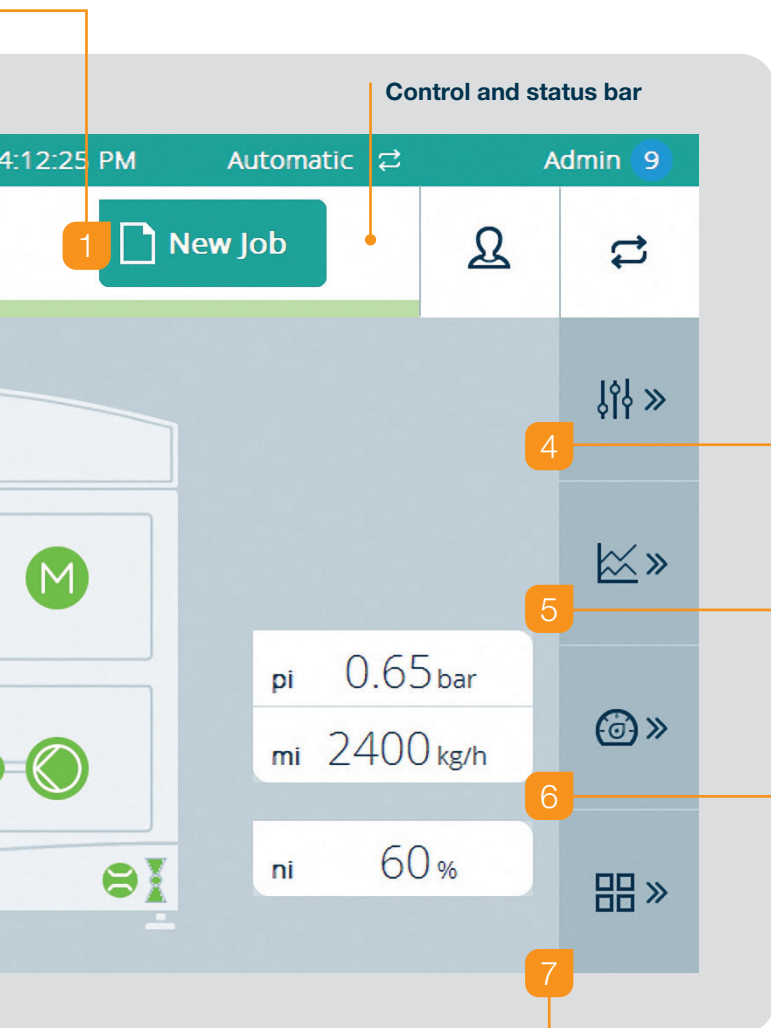 Control and status bar
4:12:25 PM Automatic Admin 9
1 New Job
4
M
5
pi 0.65 bar
mi 2400 kg/h
6
ni 60 %
7